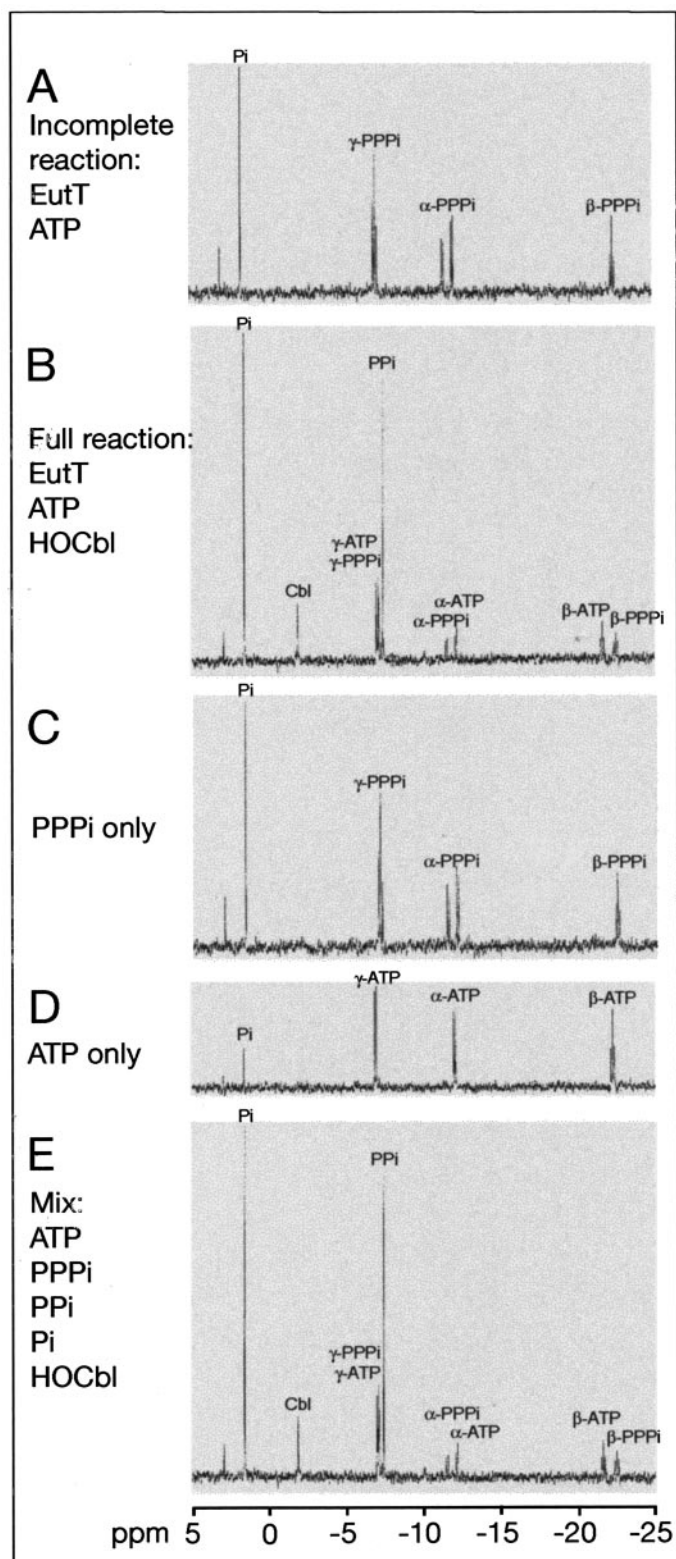 A
Incomplete
reaction:
EutT
ATP
Pi
γ-PPPi
α-PPPi
β-PPPi
B
Full reaction:
EutT
ATP
HOCbl
Pi
Cbl
γ-ATP
γ-PPPi
PPi
α-ATP
α-PPPi
β-ATP
β-PPPi
C
PPPi only
Pi
γ-PPPi
α-PPPi
β-PPPi
D
ATP only
Pi
γ-ATP
α-ATP
β-ATP
E
Mix:
ATP
PPPi
PPi
Pi
HOCbl
Pi
Cbl
γ-PPPi
γ-ATP
PPi
α-PPPi
α-ATP
β-ATP
β-PPPi
ppm 5 0 -5 -10 -15 -20 -25